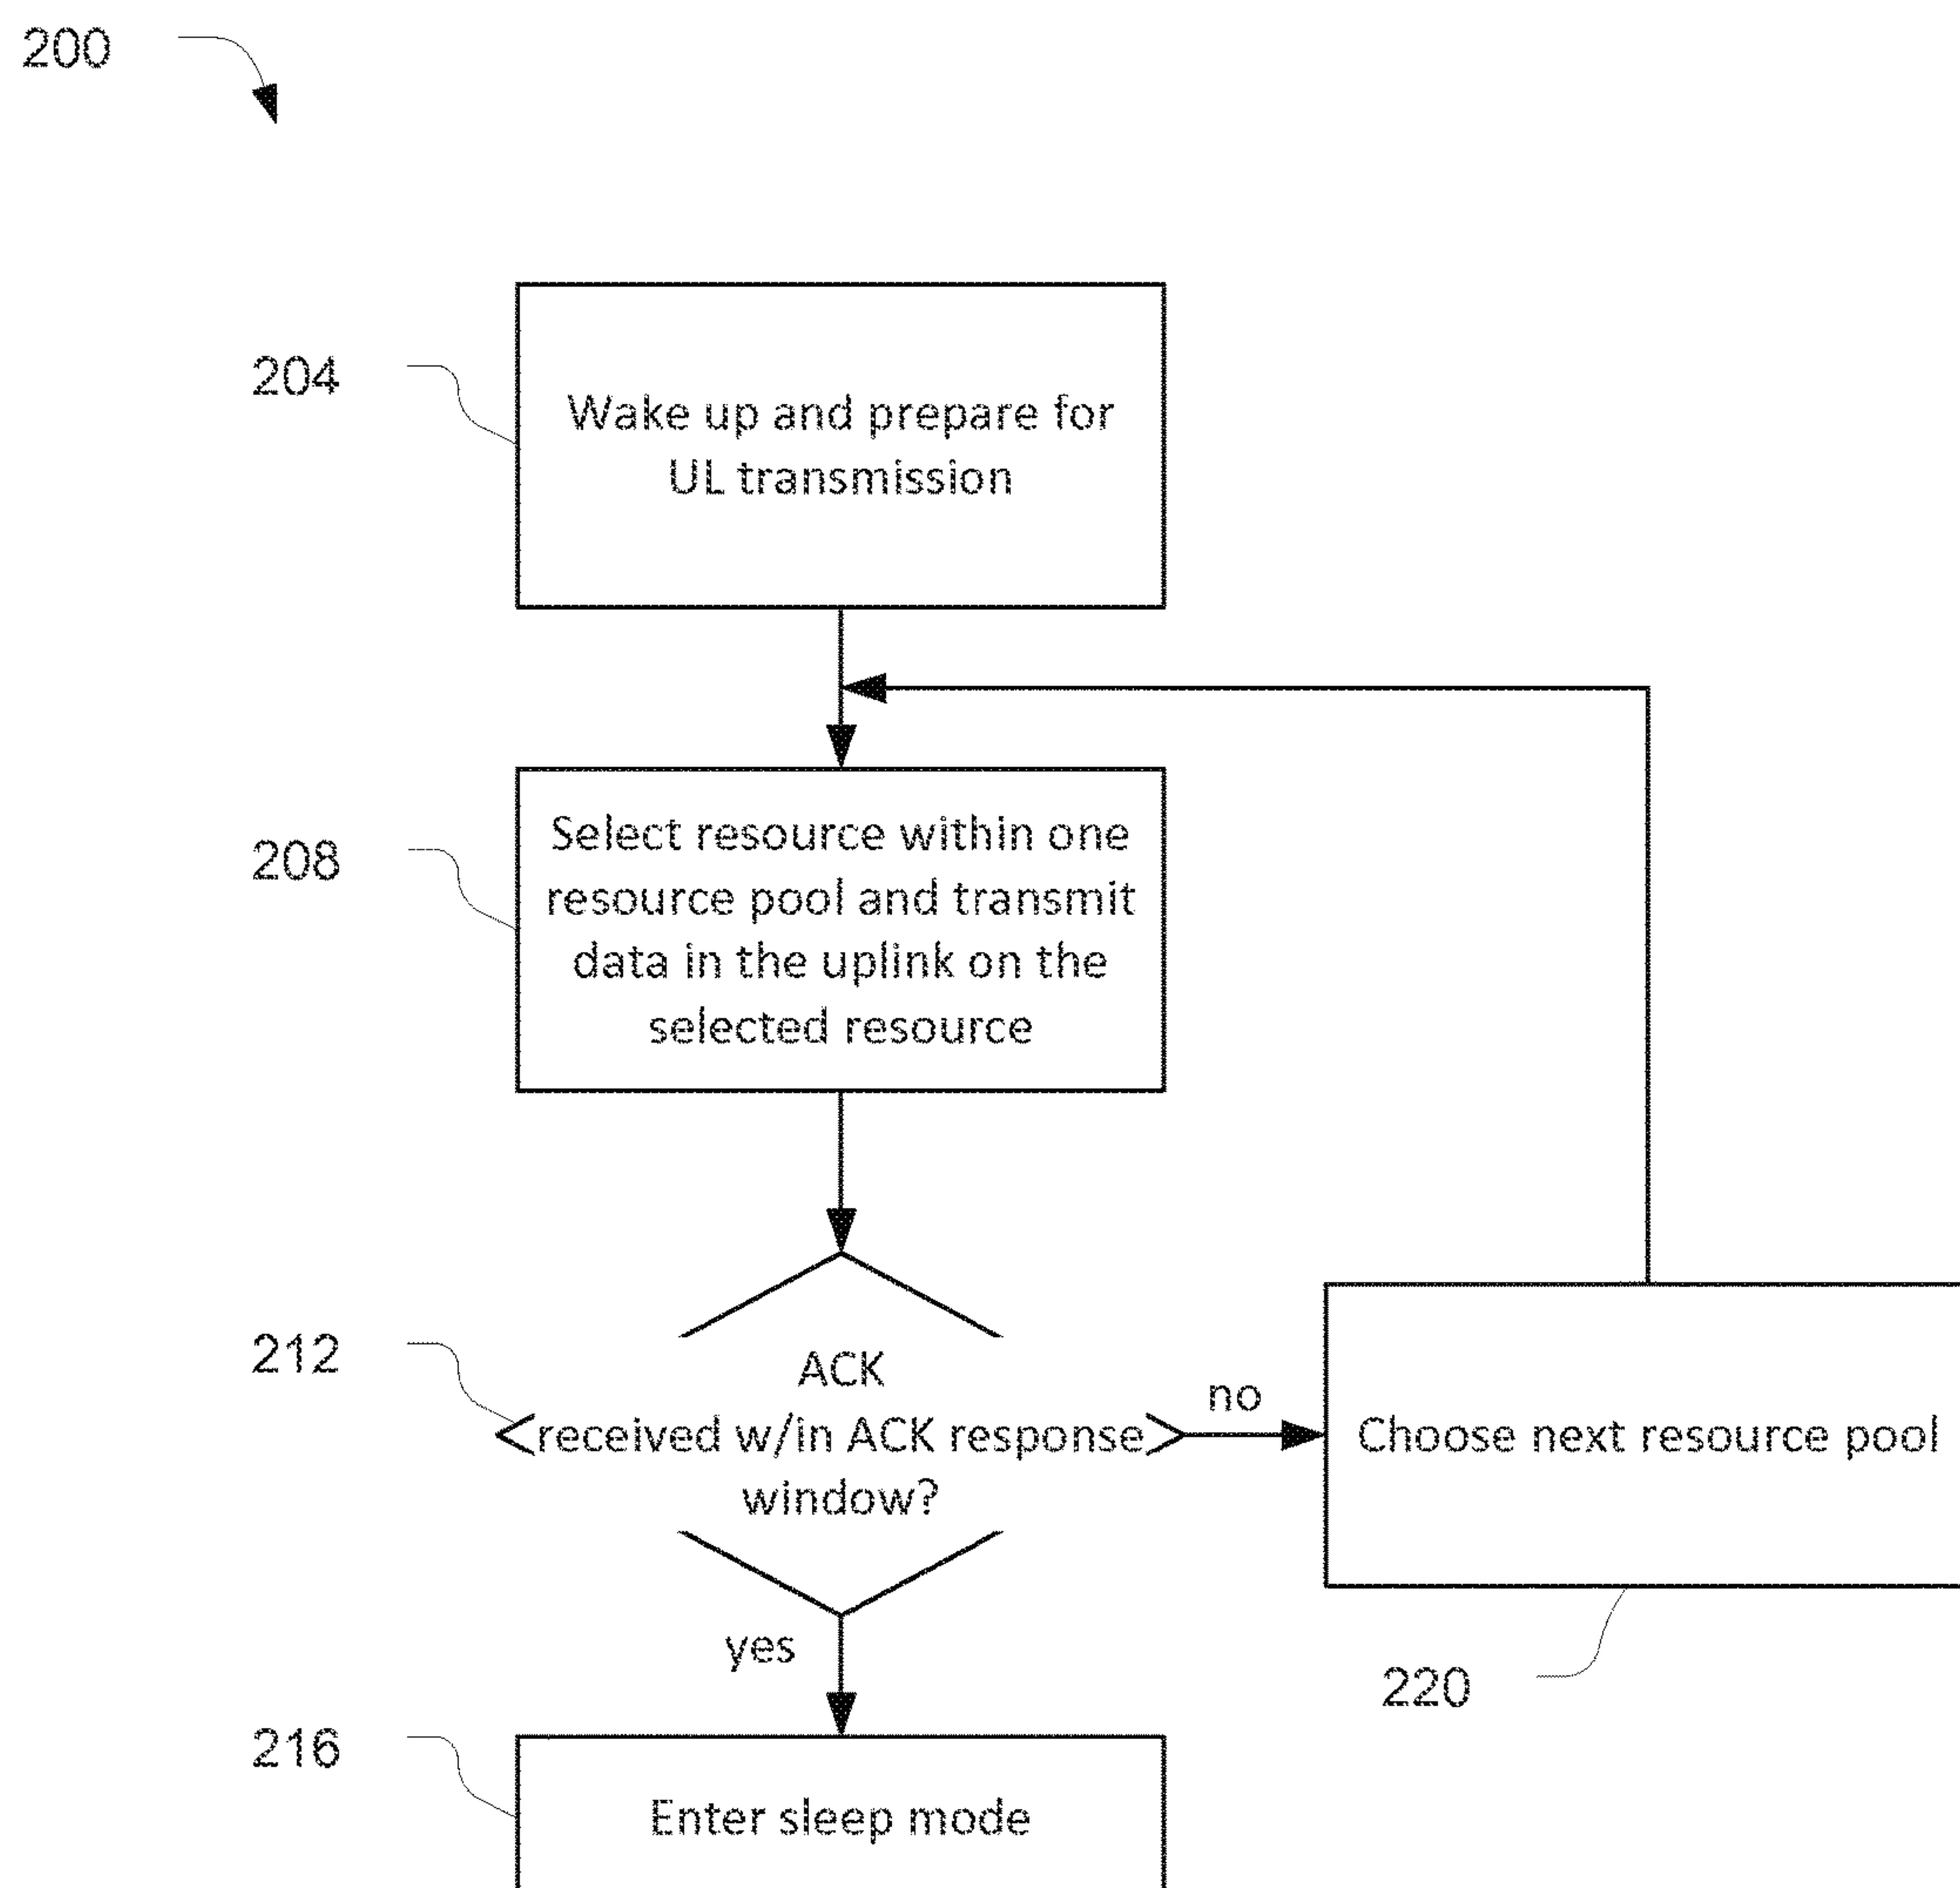 200
204
Wake up and prepare for
UL transmission
208
Select resource within one
resource pool and transmit
data in the uplink on the
selected resource
212
ACK
received w/in ACK response
window?
no
Choose next resource pool
yes
220
216
Enter sleep mode